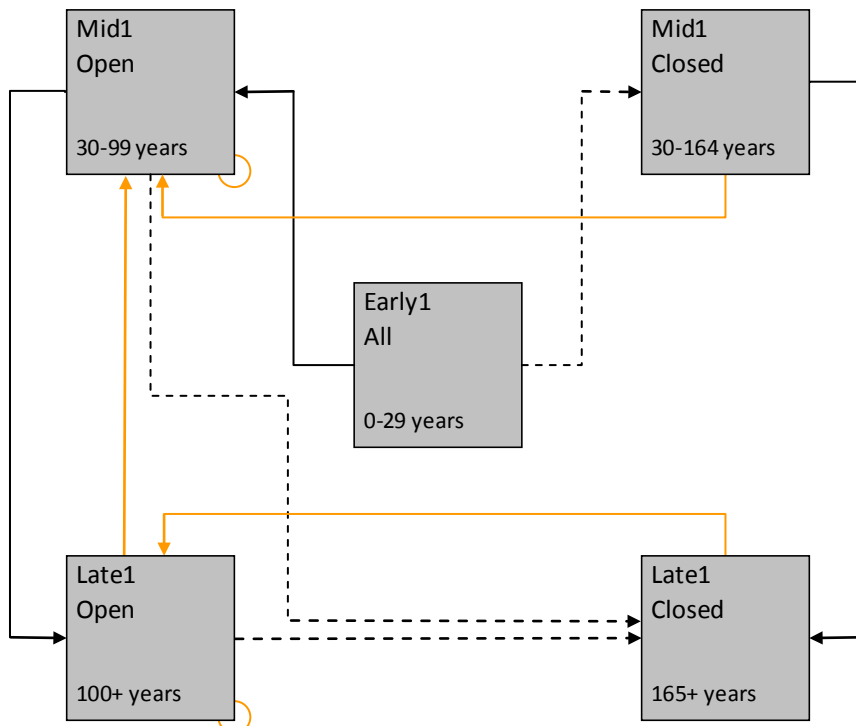 Mid1
Open
30-99 years
Mid1
Closed
30-164 years
Early1
All
0-29 years
Late1
Open
100+ years
Late1
Closed
165+ years